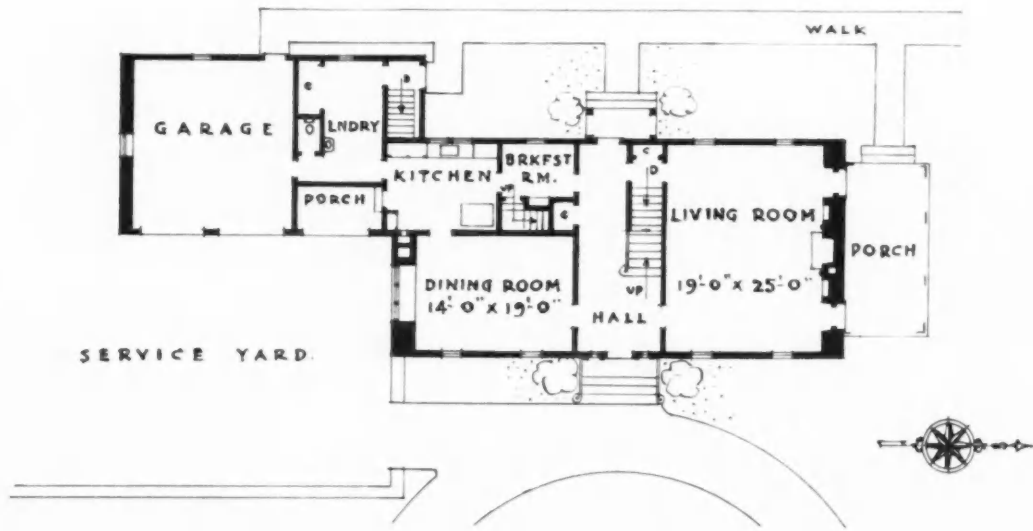 WALK
GARAGE
C
LNDRY
D
KITCHEN
BRKFST
RM.
UP
C
C
D
LIVING ROOM
19'-0" X 25'-0"
PORCH
PORCH
DINING ROOM
14'-0" X 19'-0"
UP
HALL
SERVICE YARD.